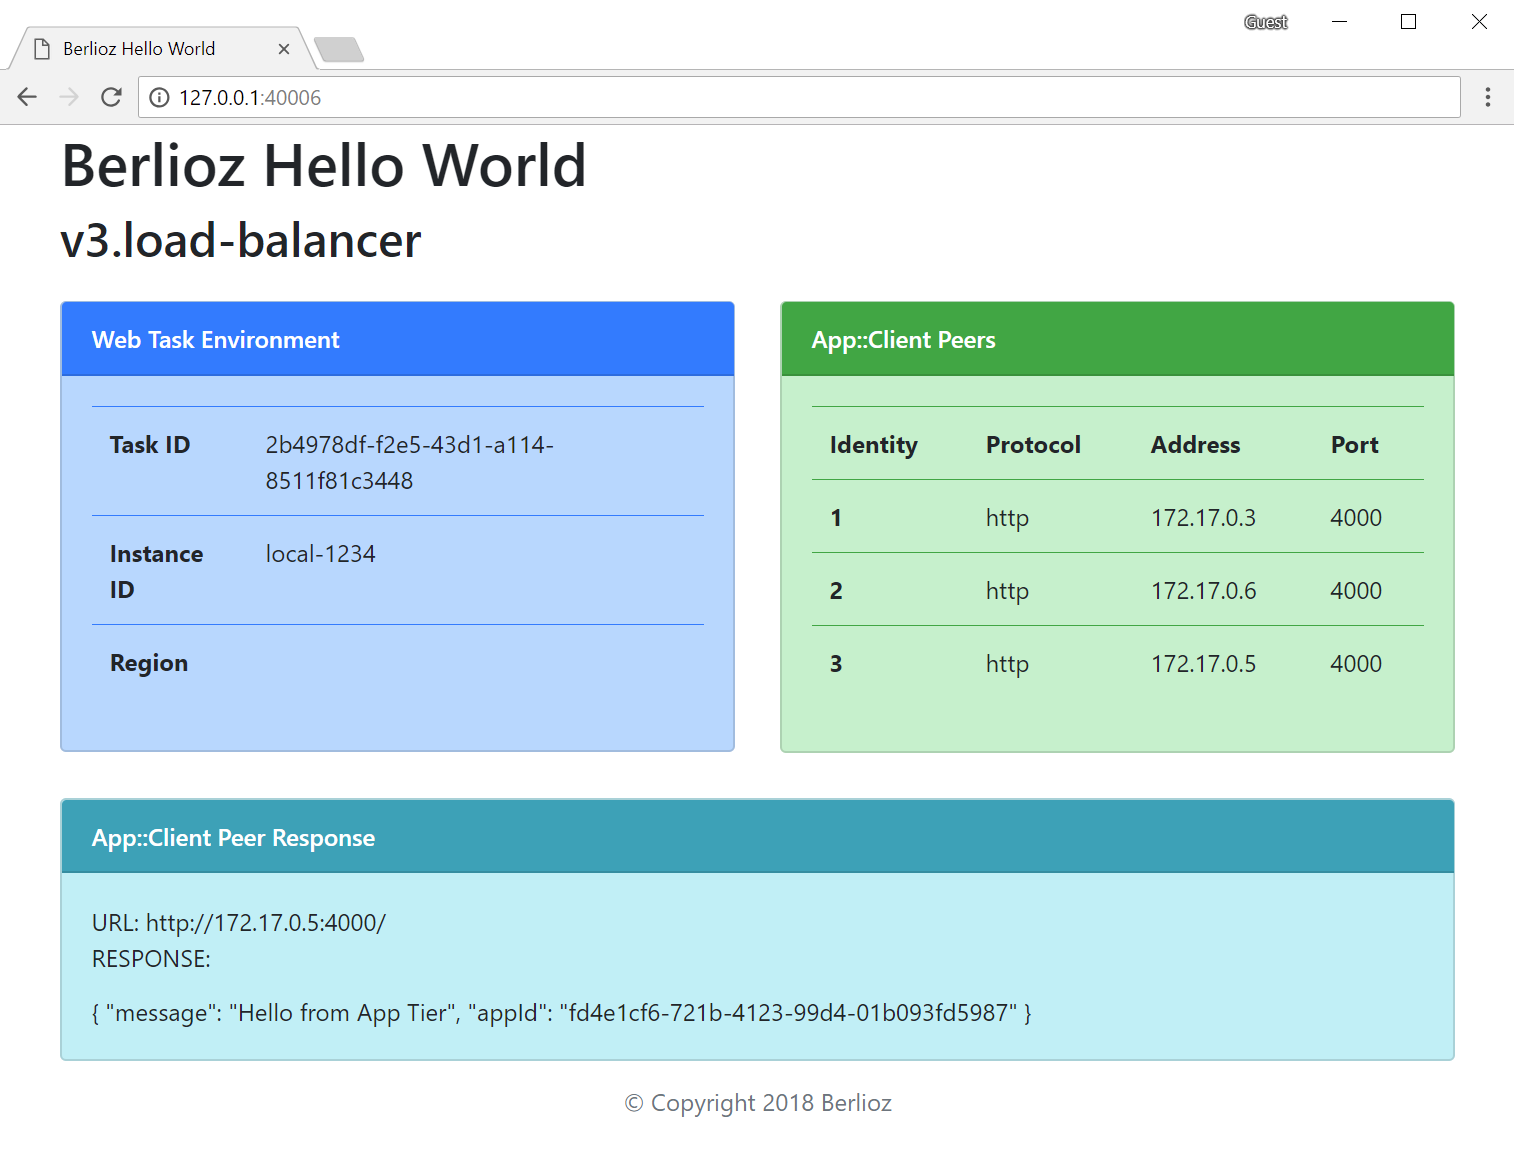 Guest
Berlioz Hello World
127.0.0.1:40006
Berlioz Hello World
v3.load-balancer
Web Task Environment
Task ID 2b4978df-f2e5-43d1-a114-
8511f81c3448
Instance local-1234
ID
Region
App::Client Peers
Identity Protocol Address Port
1 http 172.17.0.3 4000
2 http 172.17.0.6 4000
3 http 172.17.0.5 4000
App::Client Peer Response
URL: http://172.17.0.5:4000/
RESPONSE:
{ "message": "Hello from App Tier", "appId": "fd4e1cf6-721b-4123-99d4-01b093fd5987" }
© Copyright 2018 Berlioz